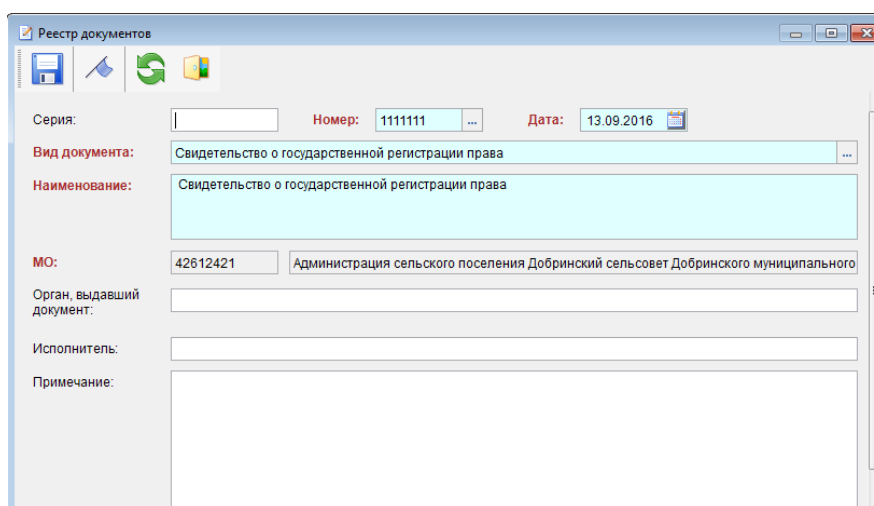 Реестр документов
Серия: Номер: 1111111 ... Дата: 13.09.2016
Вид документа: Свидетельство о государственной регистрации права ...
Наименование: Свидетельство о государственной регистрации права
МО: 42612421 Администрация сельского поселения Добринский сельсовет Добринского муниципального
Орган, выдавший
документ:
Исполнитель:
Примечание: